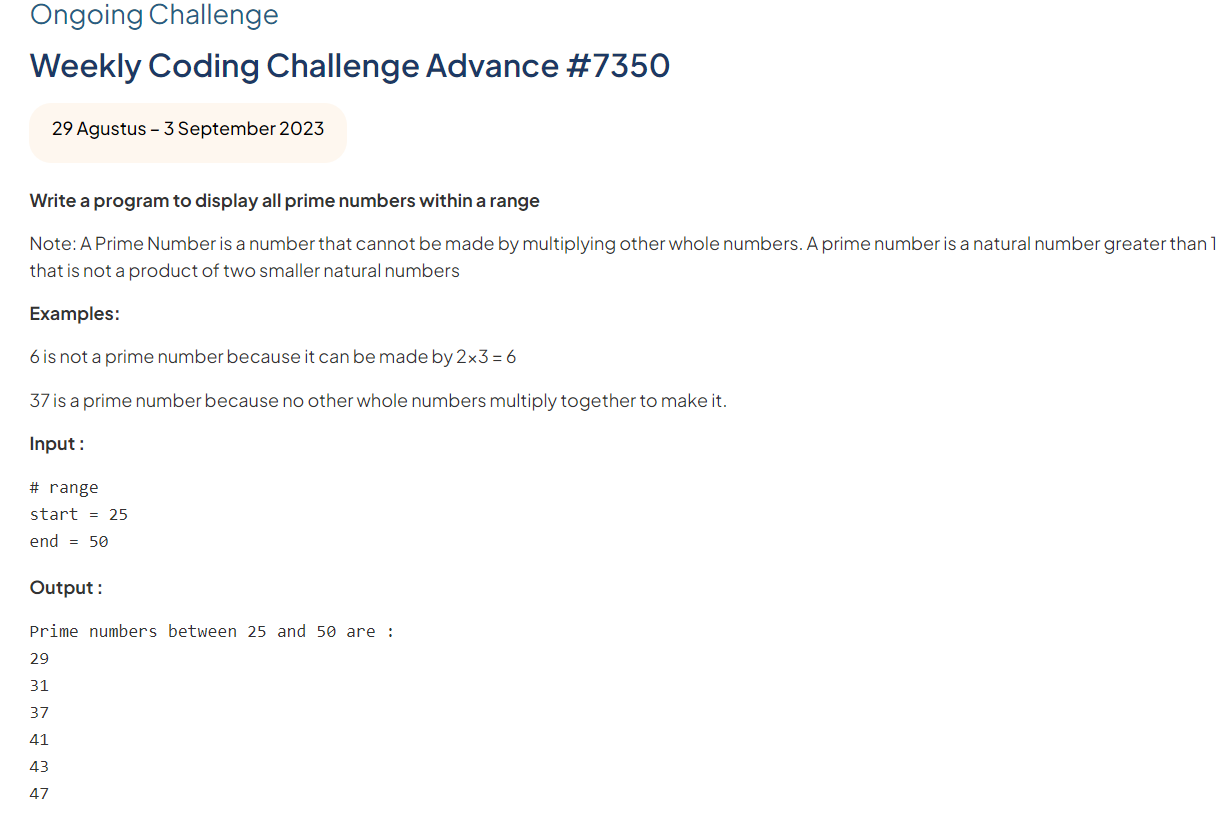 Ongoing Challenge
Weekly Coding Challenge Advance #7350
29 Agustus – 3 September 2023
Write a program to display all prime numbers within a range
Note: A Prime Number is a number that cannot be made by multiplying other whole numbers. A prime number is a natural number greater than 1
that is not a product of two smaller natural numbers
Examples:
6 is not a prime number because it can be made by 2×3 = 6
37 is a prime number because no other whole numbers multiply together to make it.
Input :
# range
start = 25
end = 50
Output :
Prime numbers between 25 and 50 are :
29
31
37
41
43
47